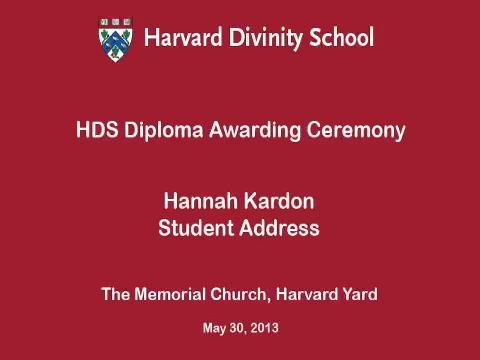 Harvard Divinity School
HDS Diploma Awarding Ceremony
Hannah Kardon
Student Address
The Memorial Church, Harvard Yard
May 30, 2013